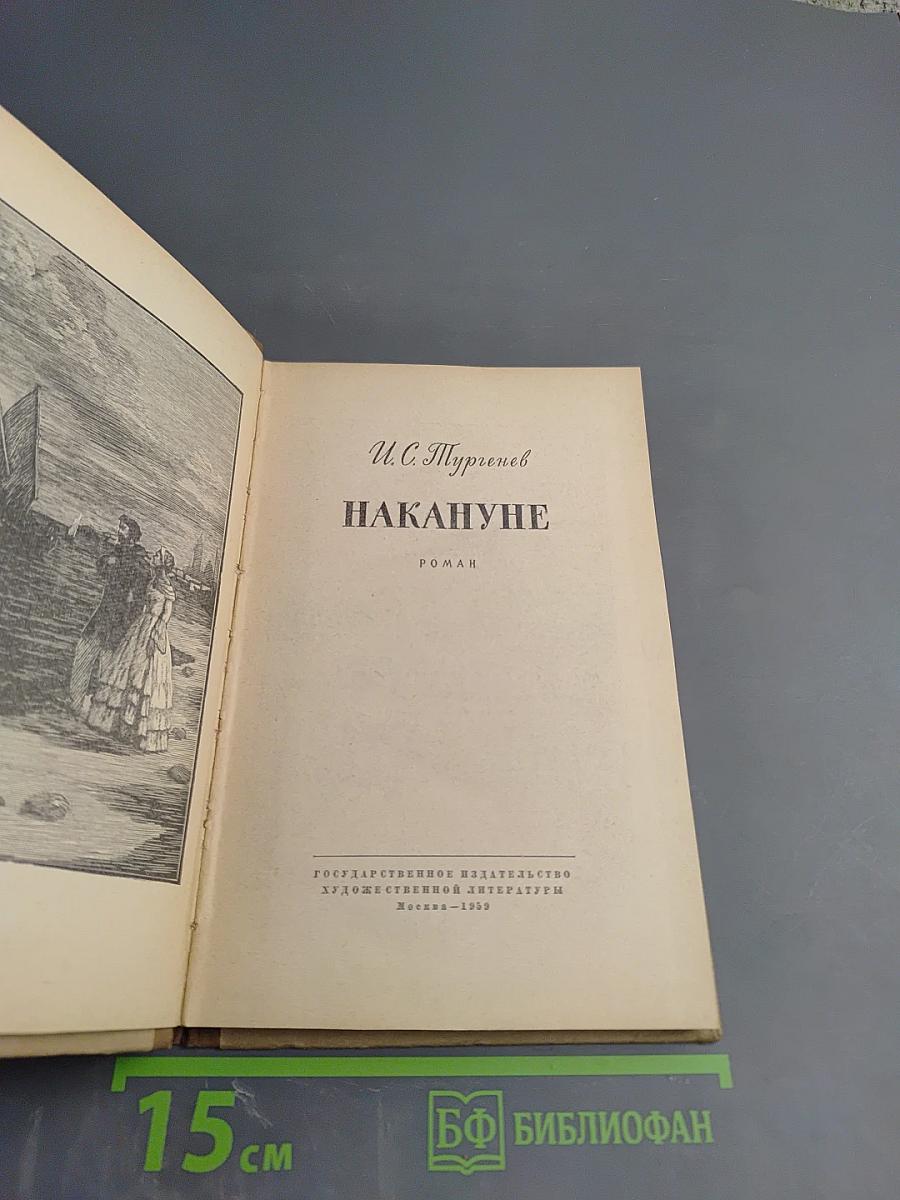 И. С. Тургенев
НАКАНУНЕ
РОМАН
ГОСУДАРСТВЕННОЕ ИЗДАТЕЛЬСТВО
ХУДОЖЕСТВЕННОЙ ЛИТЕРАТУРЫ
Москва — 1959
15 см
БФ БИБЛИОФАН